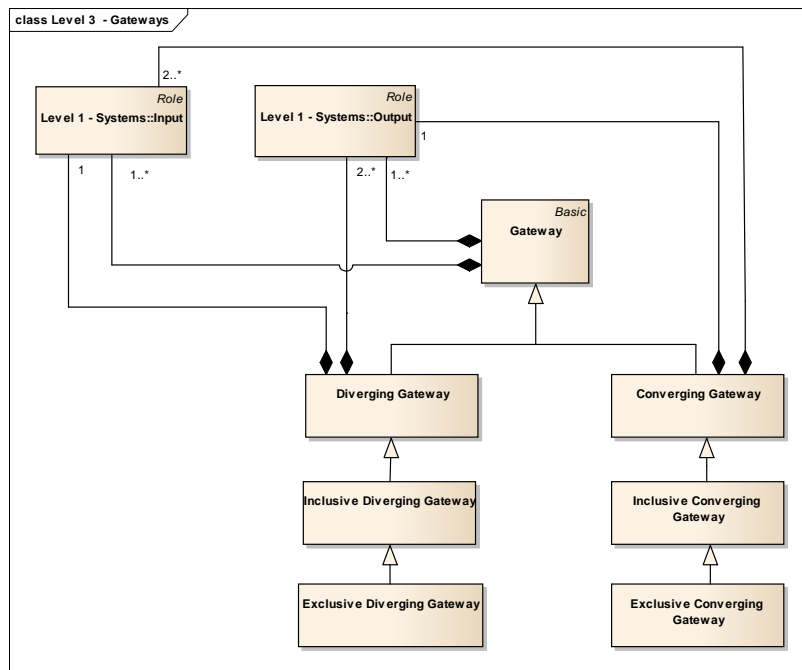 class Level 3 - Gateways
2..*
Role
Level 1 - Systems::Input
Role
Level 1 - Systems::Output
1
1
1..*
2..*
1..*
Basic
Gateway
Diverging Gateway
Converging Gateway
Inclusive Diverging Gateway
Inclusive Converging
Gateway
Exclusive Diverging Gateway
Exclusive Converging
Gateway